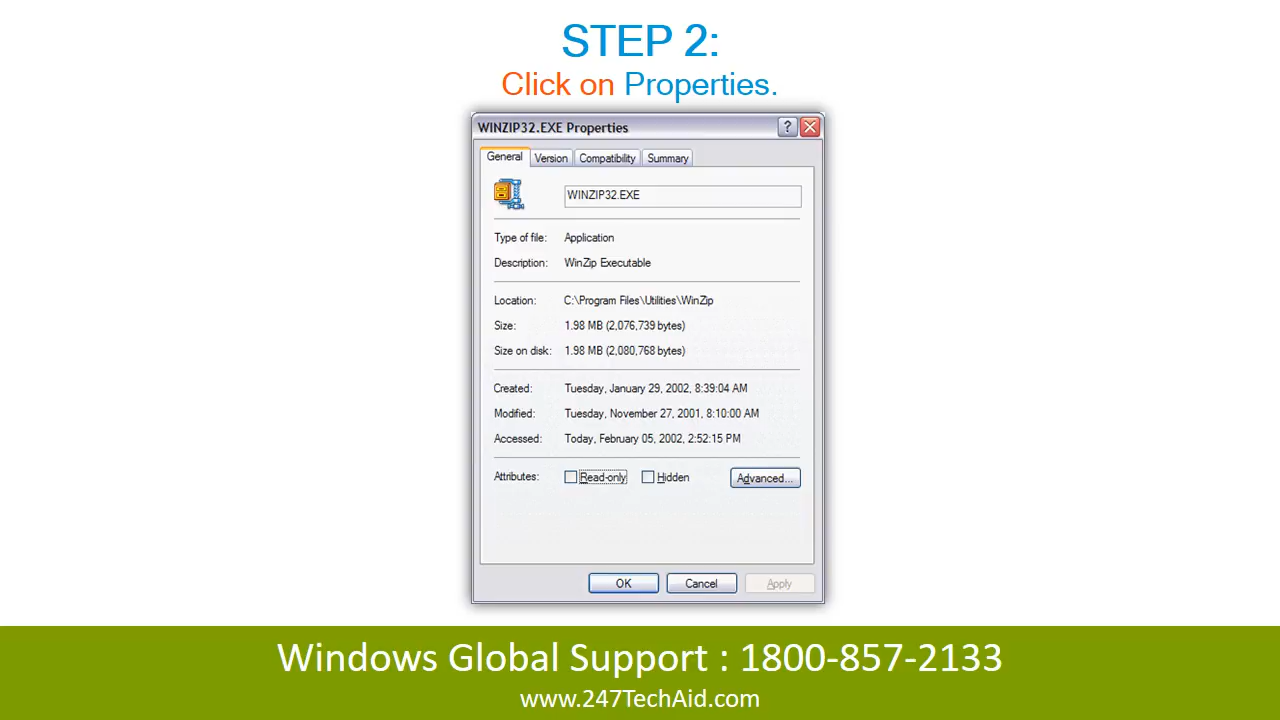 STEP 2:
Click on Properties.
WINZIP32.EXE Properties
?
General Version Compatibility Summary
WINZIP32.EXE
Type of file: Application
Description: WinZip Executable
Location: C:\Program Files\Utilities\WinZip
Size: 1.98 MB (2,076,739 bytes)
Size on disk: 1.98 MB (2,080,768 bytes)
Created: Tuesday, January 29, 2002, 8:39:04 AM
Modified: Tuesday, November 27, 2001, 8:10:00 AM
Accessed: Today, February 05, 2002, 2:52:15 PM
Attributes: Read-only Hidden Advanced...
OK Cancel Apply
Windows Global Support : 1800-857-2133
www.247TechAid.com